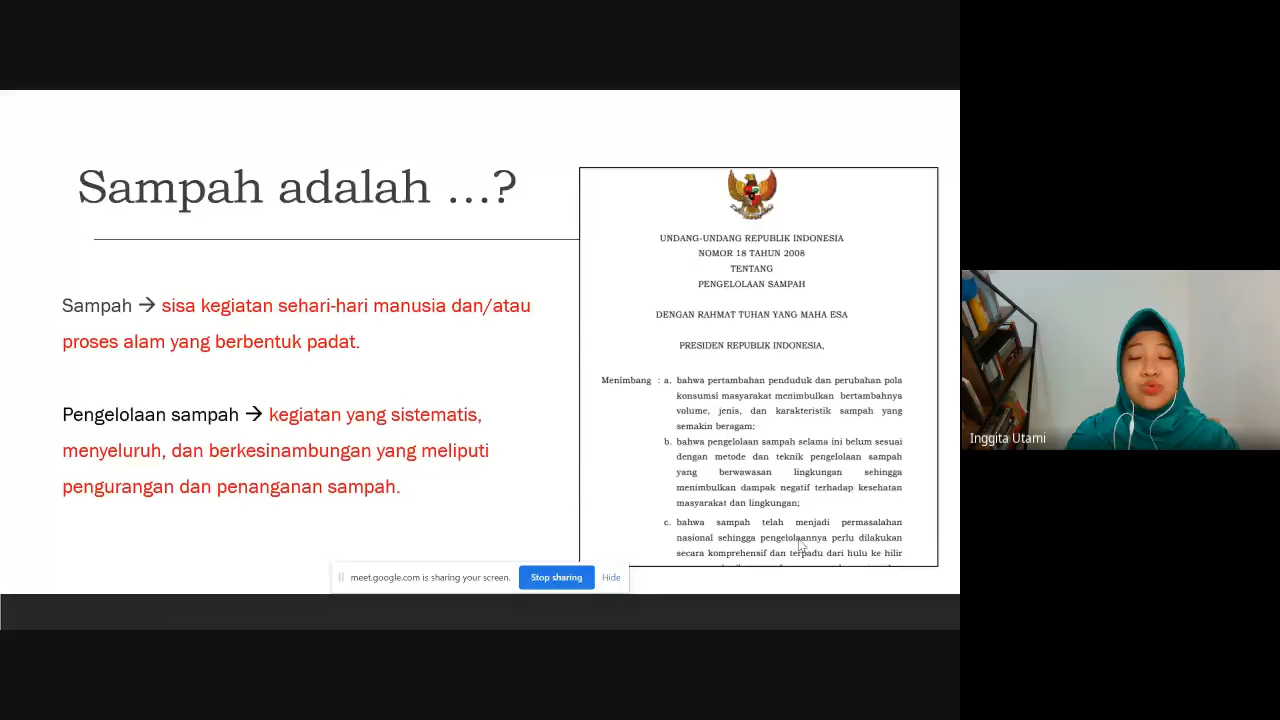 Sampah adalah ...?
Sampah → sisa kegiatan sehari-hari manusia dan/atau
proses alam yang berbentuk padat.
Pengelolaan sampah → kegiatan yang sistematis,
menyeluruh, dan berkesinambungan yang meliputi
pengurangan dan penanganan sampah.
UNDANG-UNDANG REPUBLIK INDONESIA
NOMOR 18 TAHUN 2008
TENTANG
PENGELOLAAN SAMPAH
DENGAN RAHMAT TUHAN YANG MAHA ESA
PRESIDEN REPUBLIK INDONESIA,
Menimbang : a. bahwa pertambahan penduduk dan perubahan pola
konsumsi masyarakat menimbulkan bertambahnya
volume, jenis, dan karakteristik sampah yang
semakin beragam;
b. bahwa pengelolaan sampah selama ini belum sesuai
dengan metode dan teknik pengelolaan sampah
yang berwawasan lingkungan sehingga
menimbulkan dampak negatif terhadap kesehatan
masyarakat dan lingkungan;
c. bahwa sampah telah menjadi permasalahan
nasional sehingga pengelolaannya perlu dilakukan
secara komprehensif dan terpadu dari hulu ke hilir
meet.google.com is sharing your screen.
Stop sharing
Hide
Inggita Utami